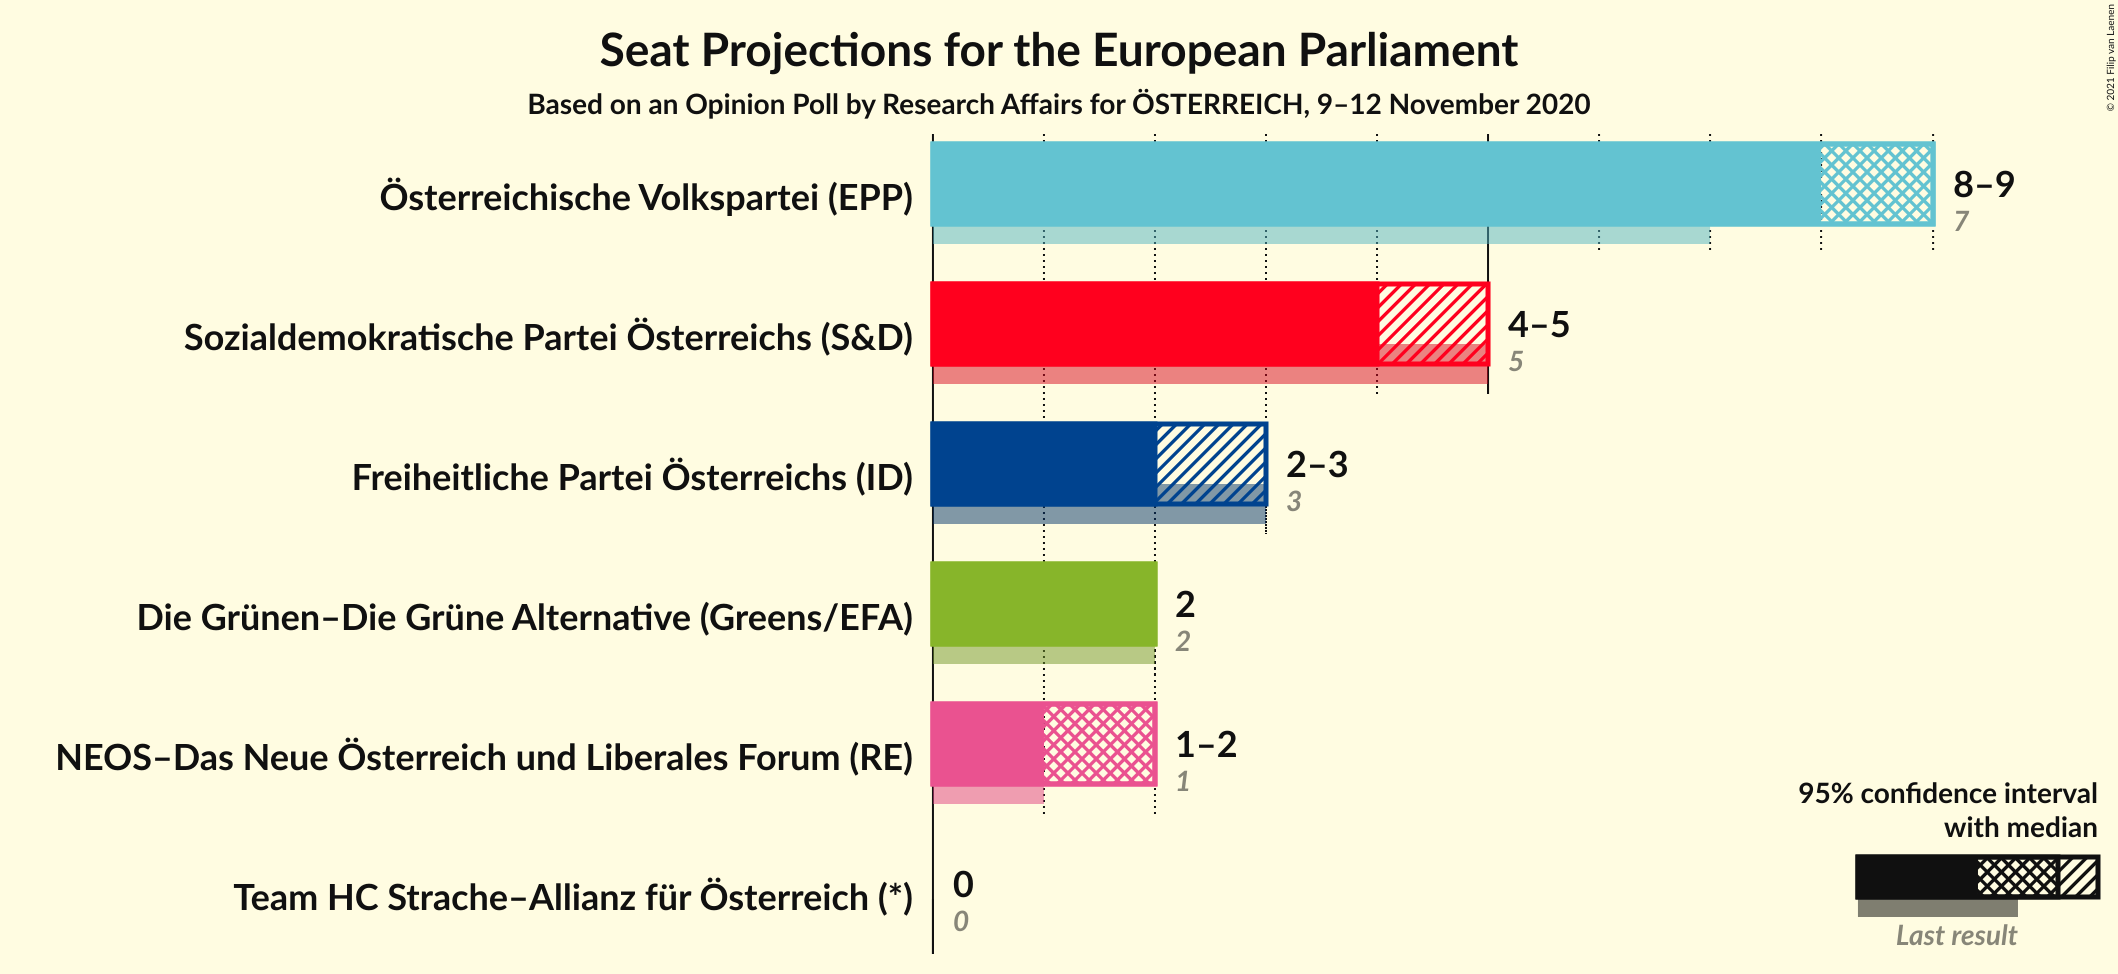 Seat Projections for the European Parliament
Based on an Opinion Poll by Research Affairs for ÖSTERREICH, 9–12 November 2020
© 2021 Filip van Laenen
Österreichische Volkspartei (EPP)
8–9
7
Sozialdemokratische Partei Österreichs (S&D)
4–5
5
Freiheitliche Partei Österreichs (ID)
2–3
3
Die Grünen–Die Grüne Alternative (Greens/EFA)
2
2
NEOS–Das Neue Österreich und Liberales Forum (RE)
1–2
1
Team HC Strache–Allianz für Österreich (*)
0
0
95% confidence interval
with median
Last result